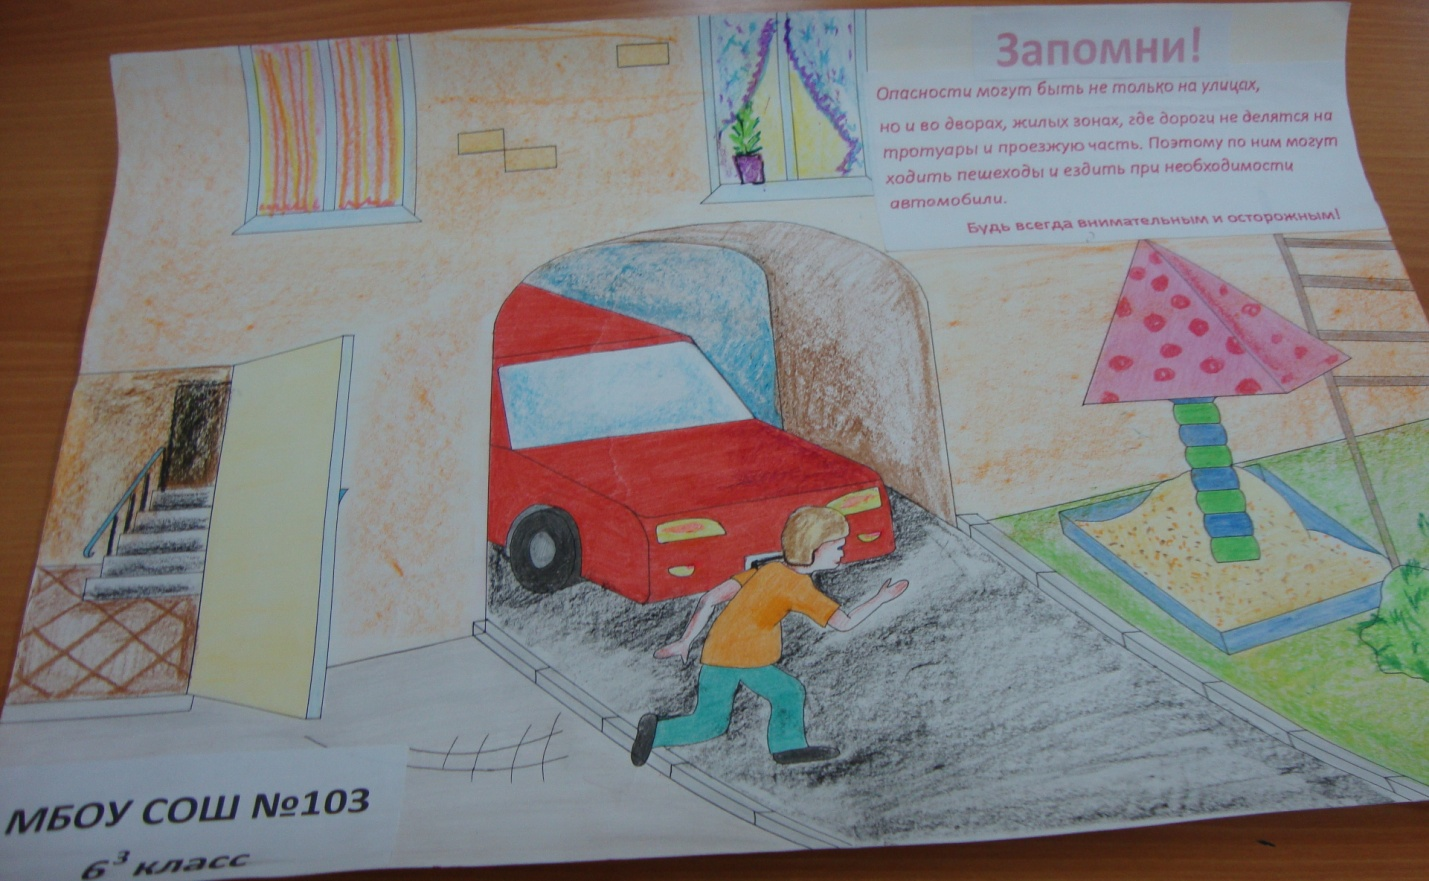 Запомни!
Опасности могут быть не только на улицах,
но и во дворах, жилых зонах, где дороги не делятся на
тротуары и проезжую часть. Поэтому по ним могут
ходить пешеходы и ездить при необходимости
автомобили.
Будь всегда внимательным и осторожным!
МБОУ СОШ №103
6³ класс